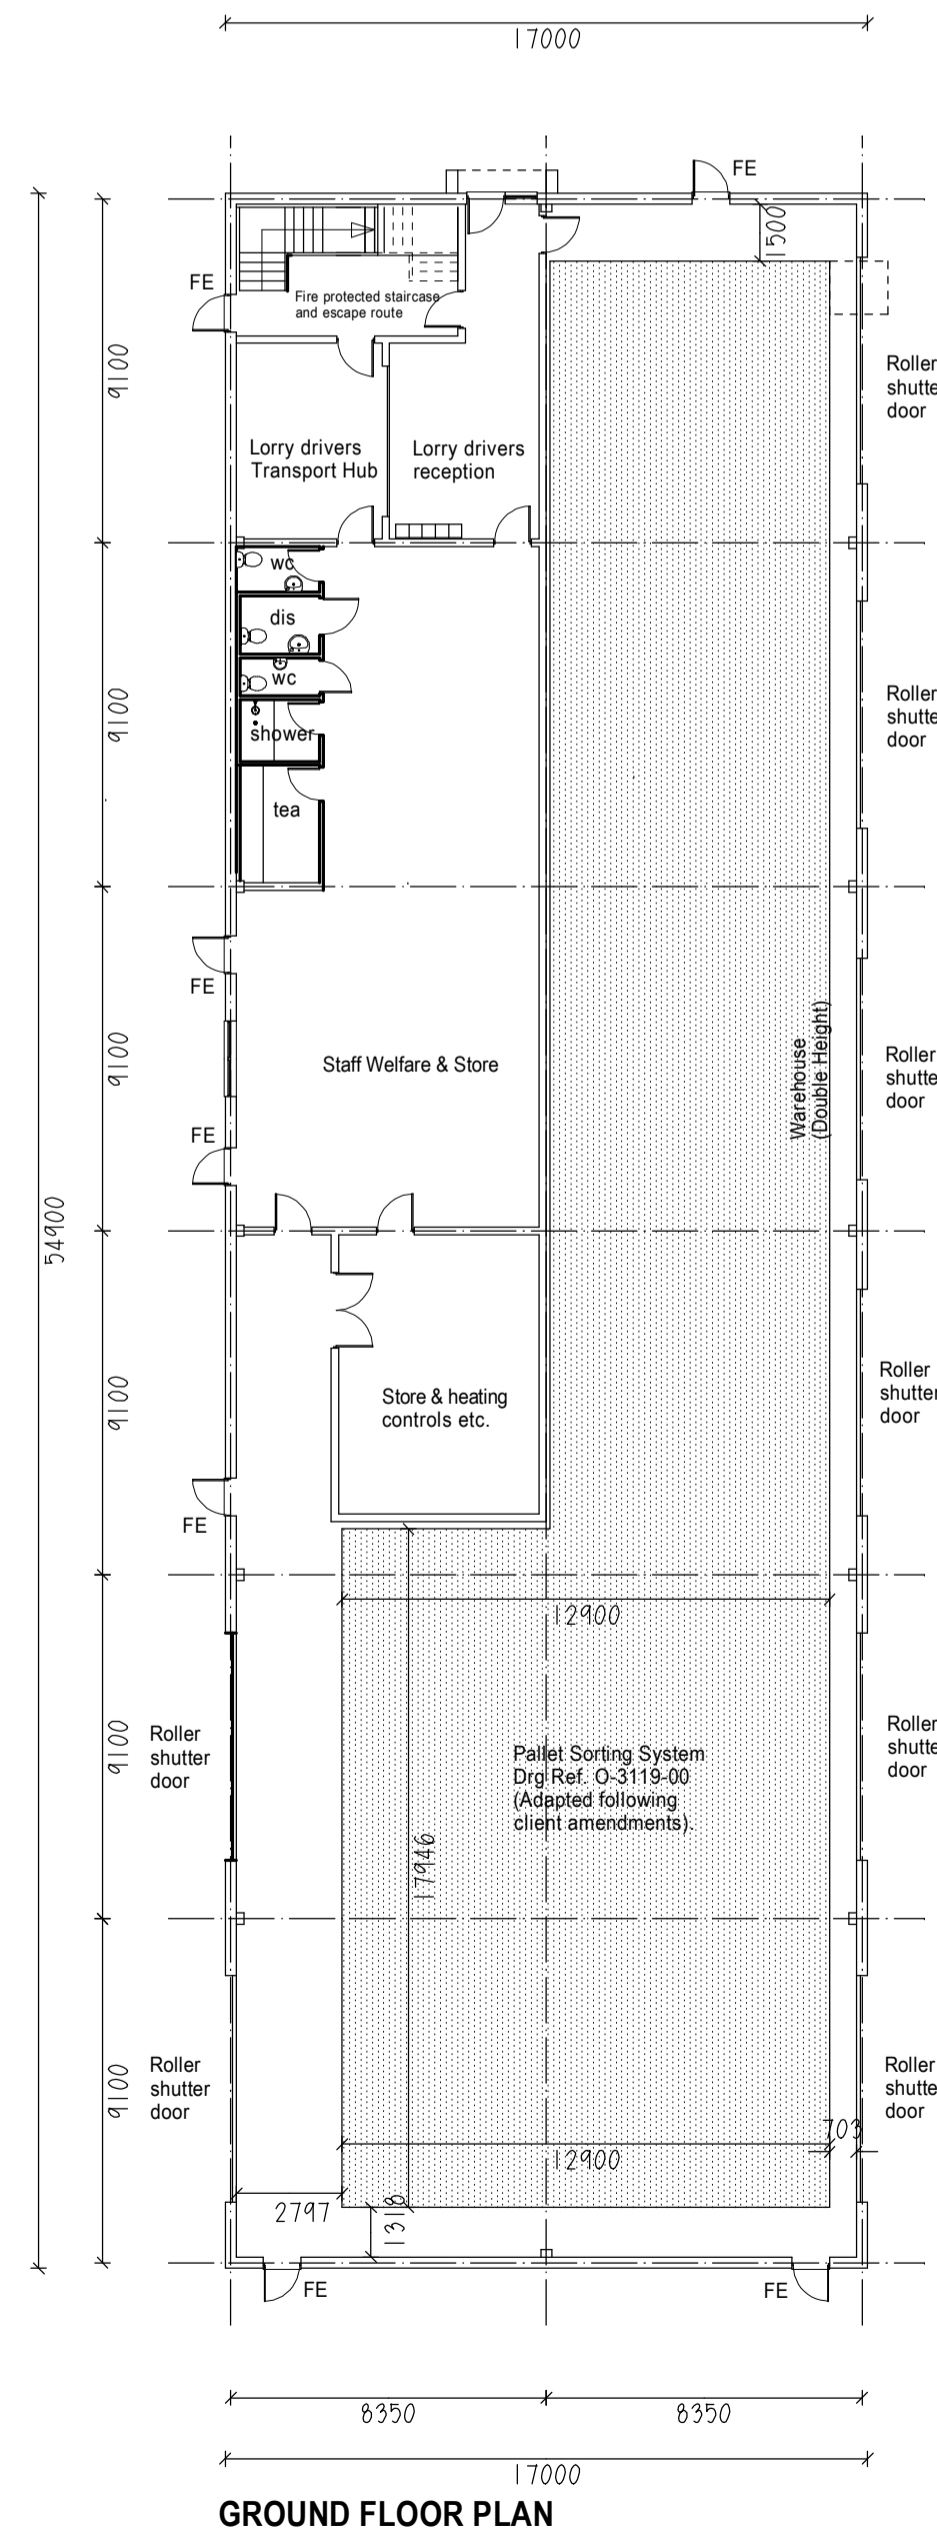 17000
FE
1500
FE
Fire protected staircase
and escape route
9100
Roller
shutte
door
Lorry drivers
Transport Hub
Lorry drivers
reception
wc
dis
wc
shower
tea
9100
Roller
shutte
door
FE
Staff Welfare & Store
Warehouse
(Double Height)
9100
Roller
shutte
door
FE
54900
Store & heating
controls etc.
9100
Roller
shutter
door
FE
12900
Roller
shutter
door
9100
Pallet Sorting System
Drg Ref. O-3119-00
(Adapted following
client amendments).
17946
Roller
shutte
door
Roller
shutter
door
9100
Roller
shutte
door
703
12900
2797
1318
FE
FE
8350
8350
17000
GROUND FLOOR PLAN